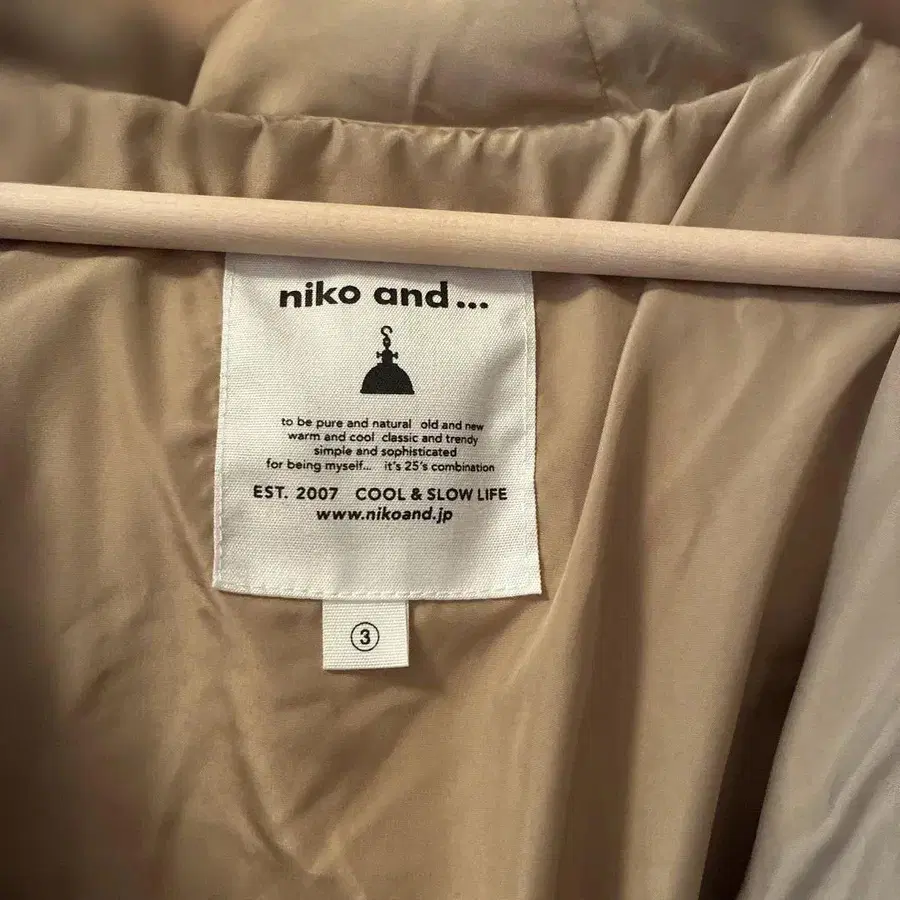 niko and...
to be pure and natural old and new
warm and cool classic and trendy
simple and sophisticated
for being myself... it's 25's combination
EST. 2007 COOL & SLOW LIFE
www.nikoand.jp
③